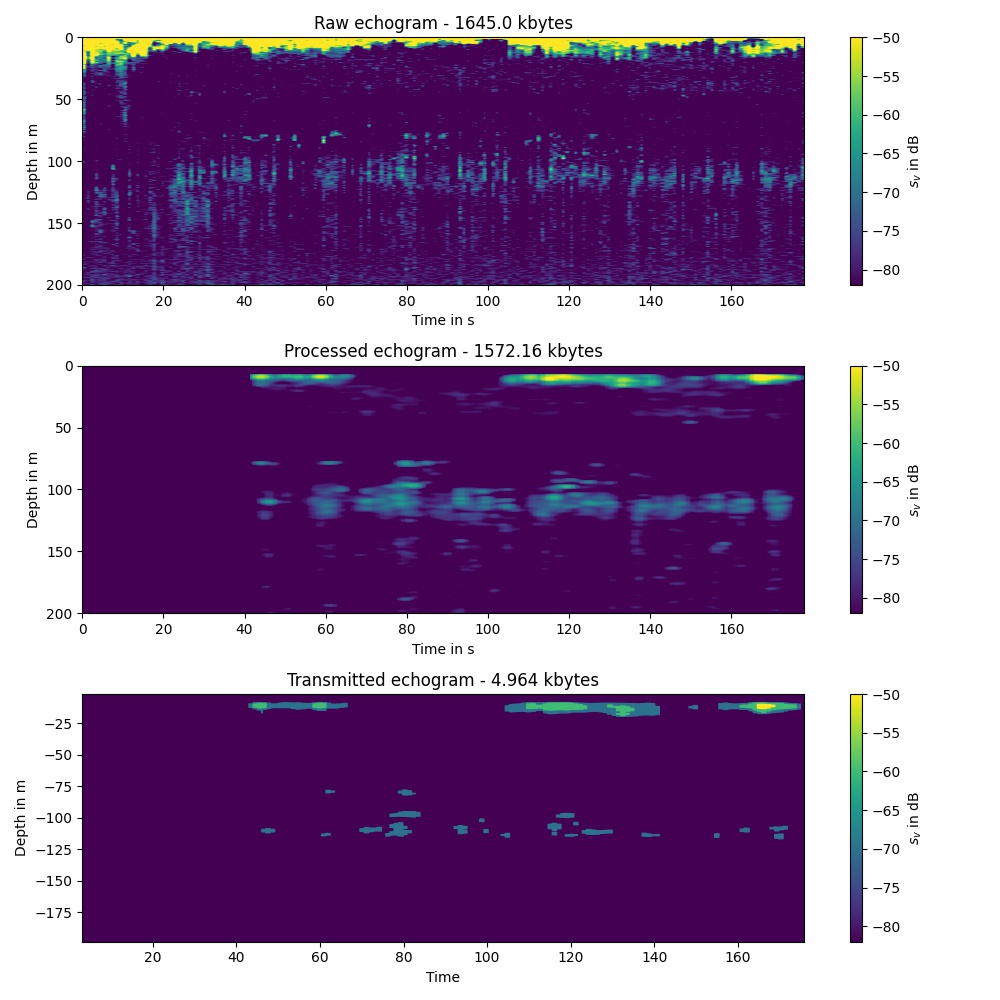 Raw echogram - 1645.0 kbytes
0
50
100
150
200
Depth in m
0 20 40 60 80 100 120 140 160
Time in s
−50
−55
−60
−65
−70
−75
−80
sv in dB
Processed echogram - 1572.16 kbytes
0
50
100
150
200
Depth in m
0 20 40 60 80 100 120 140 160
Time in s
−50
−55
−60
−65
−70
−75
−80
sv in dB
Transmitted echogram - 4.964 kbytes
−25
−50
−75
−100
−125
−150
−175
Depth in m
20 40 60 80 100 120 140 160
Time
−50
−55
−60
−65
−70
−75
−80
sv in dB